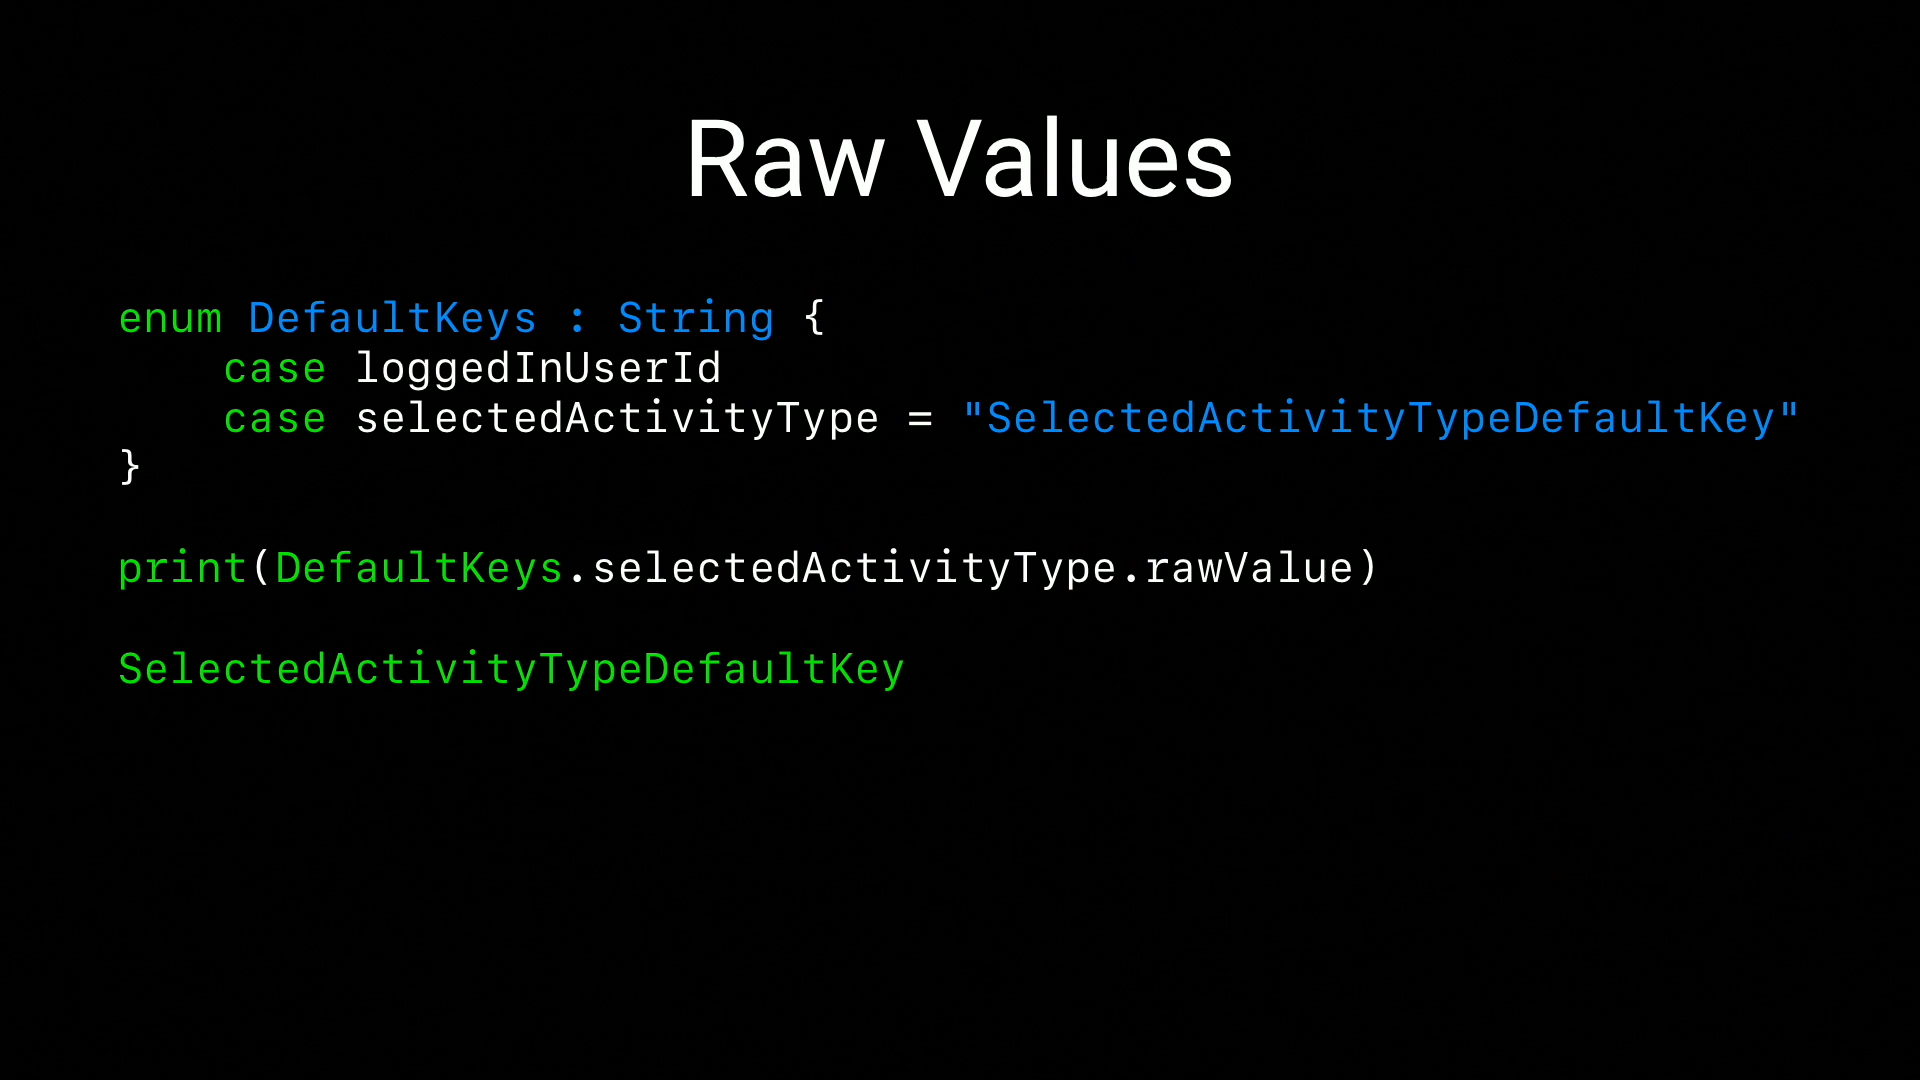 Raw Values
enum DefaultKeys : String {
    case loggedInUserId
    case selectedActivityType = "SelectedActivityTypeDefaultKey"
}
print(DefaultKeys.selectedActivityType.rawValue)
SelectedActivityTypeDefaultKey